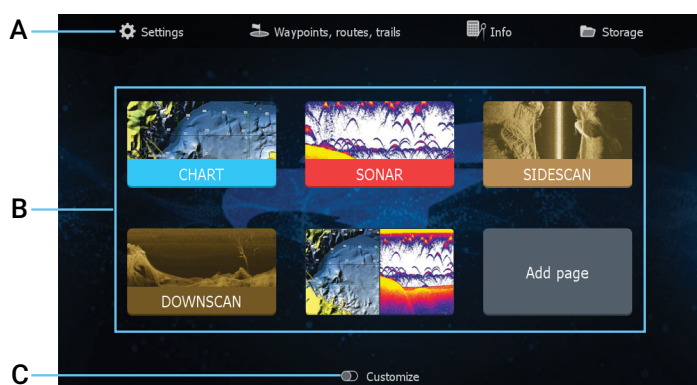 A
Settings
Waypoints, routes, trails
Info
Storage
CHART
SONAR
SIDESCAN
B
DOWNSCAN
Add page
C
Customize